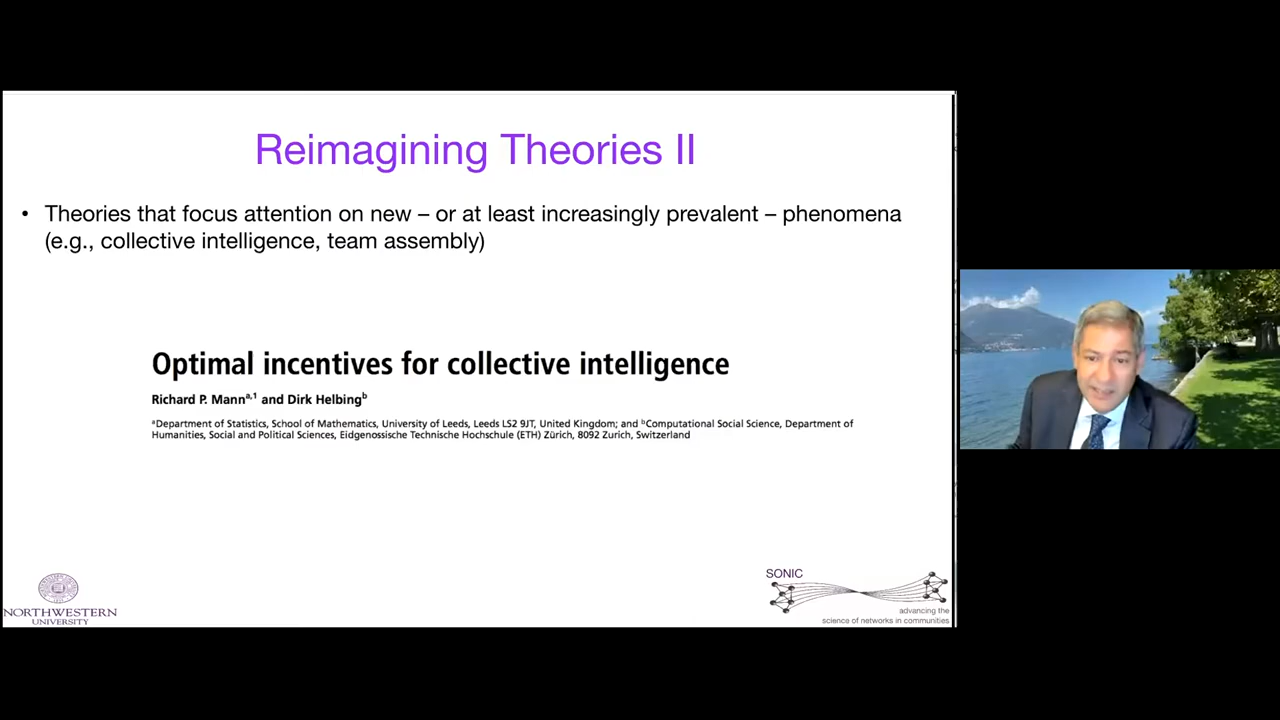 Reimagining Theories II
• Theories that focus attention on new – or at least increasingly prevalent – phenomena
(e.g., collective intelligence, team assembly)
Optimal incentives for collective intelligence
Richard P. Mannᵃ,¹ and Dirk Helbingᵇ
ᵃDepartment of Statistics, School of Mathematics, University of Leeds, Leeds LS2 9JT, United Kingdom; and ᵇComputational Social Science, Department of
Humanities, Social and Political Sciences, Eidgenossische Technische Hochschule (ETH) Zürich, 8092 Zurich, Switzerland
NORTHWESTERN
UNIVERSITY
SONIC
advancing the
science of networks in communities